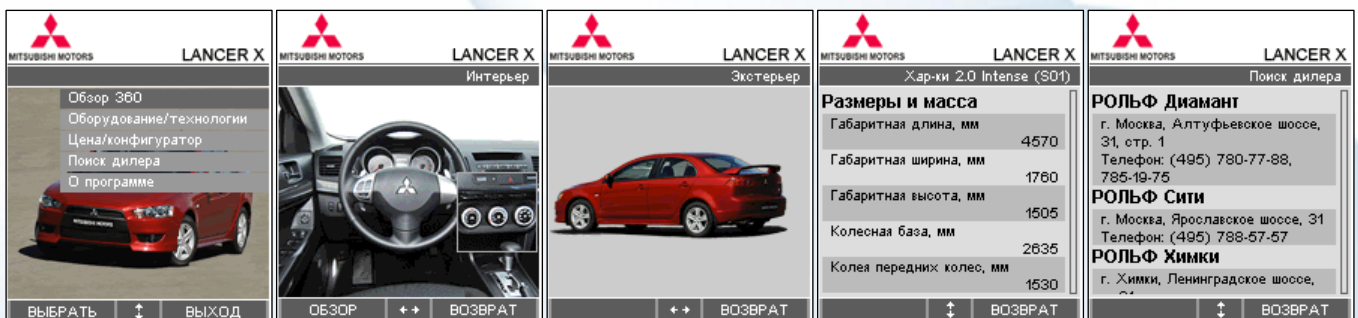 MITSUBISHI MOTORS
LANCER X
Обзор 360
Оборудование/технологии
Цена/конфигуратор
Поиск дилера
О программе
ВЫБРАТЬ
ВЫХОД
MITSUBISHI MOTORS
LANCER X
Интерьер
ОБЗОР
ВОЗВРАТ
MITSUBISHI MOTORS
LANCER X
Экстерьер
ВОЗВРАТ
MITSUBISHI MOTORS
LANCER X
Хар-ки 2.0 Intense (S01)
Размеры и масса
Габаритная длина, мм
4570
Габаритная ширина, мм
1760
Габаритная высота, мм
1505
Колесная база, мм
2635
Колея передних колес, мм
1530
ВОЗВРАТ
MITSUBISHI MOTORS
LANCER X
Поиск дилера
РОЛЬФ Диамант
г. Москва, Алтуфьевское шоссе,
31, стр. 1
Телефон: (495) 780-77-88,
785-19-75
РОЛЬФ Сити
г. Москва, Ярославское шоссе, 31
Телефон: (495) 788-57-57
РОЛЬФ Химки
г. Химки, Ленинградское шоссе,
ВОЗВРАТ